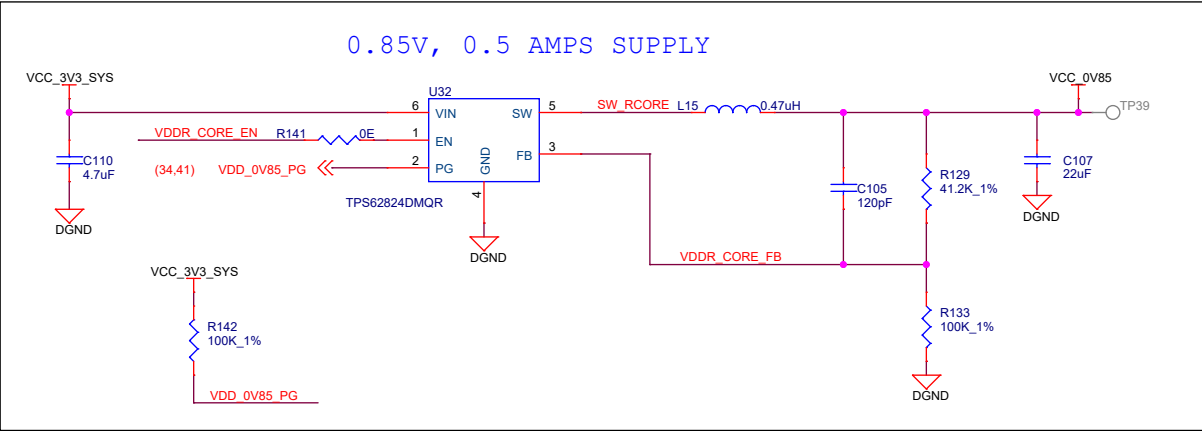 0.85V, 0.5 AMPS SUPPLY
VCC_3V3_SYS
VCC_0V85
U32
6 VIN SW 5
SW_RCORE L15 0.47uH
TP39
VDDR_CORE_EN R141 0E 1 EN
FB 3
C110
4.7uF
(34,41) VDD_0V85_PG 2 PG
GND
4
TPS62824DMQR
C105
120pF
R129
41.2K_1%
C107
22uF
DGND
DGND
DGND
VDDR_CORE_FB
VCC_3V3_SYS
R142
100K_1%
R133
100K_1%
VDD_0V85_PG
DGND